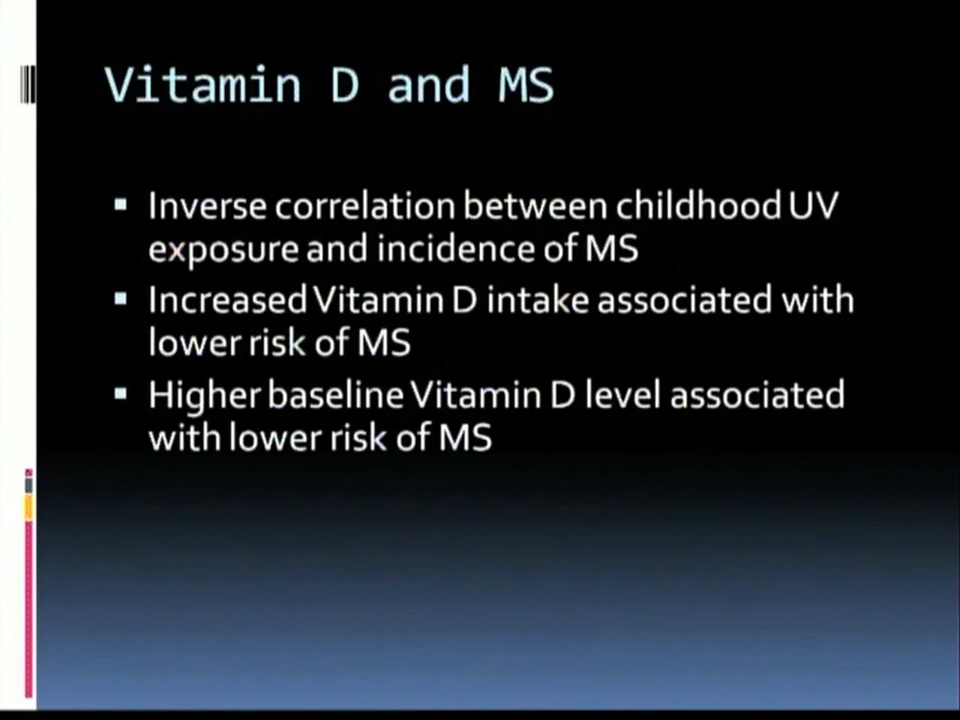 Vitamin D and MS
▪ Inverse correlation between childhood UV
exposure and incidence of MS
▪ Increased Vitamin D intake associated with
lower risk of MS
▪ Higher baseline Vitamin D level associated
with lower risk of MS